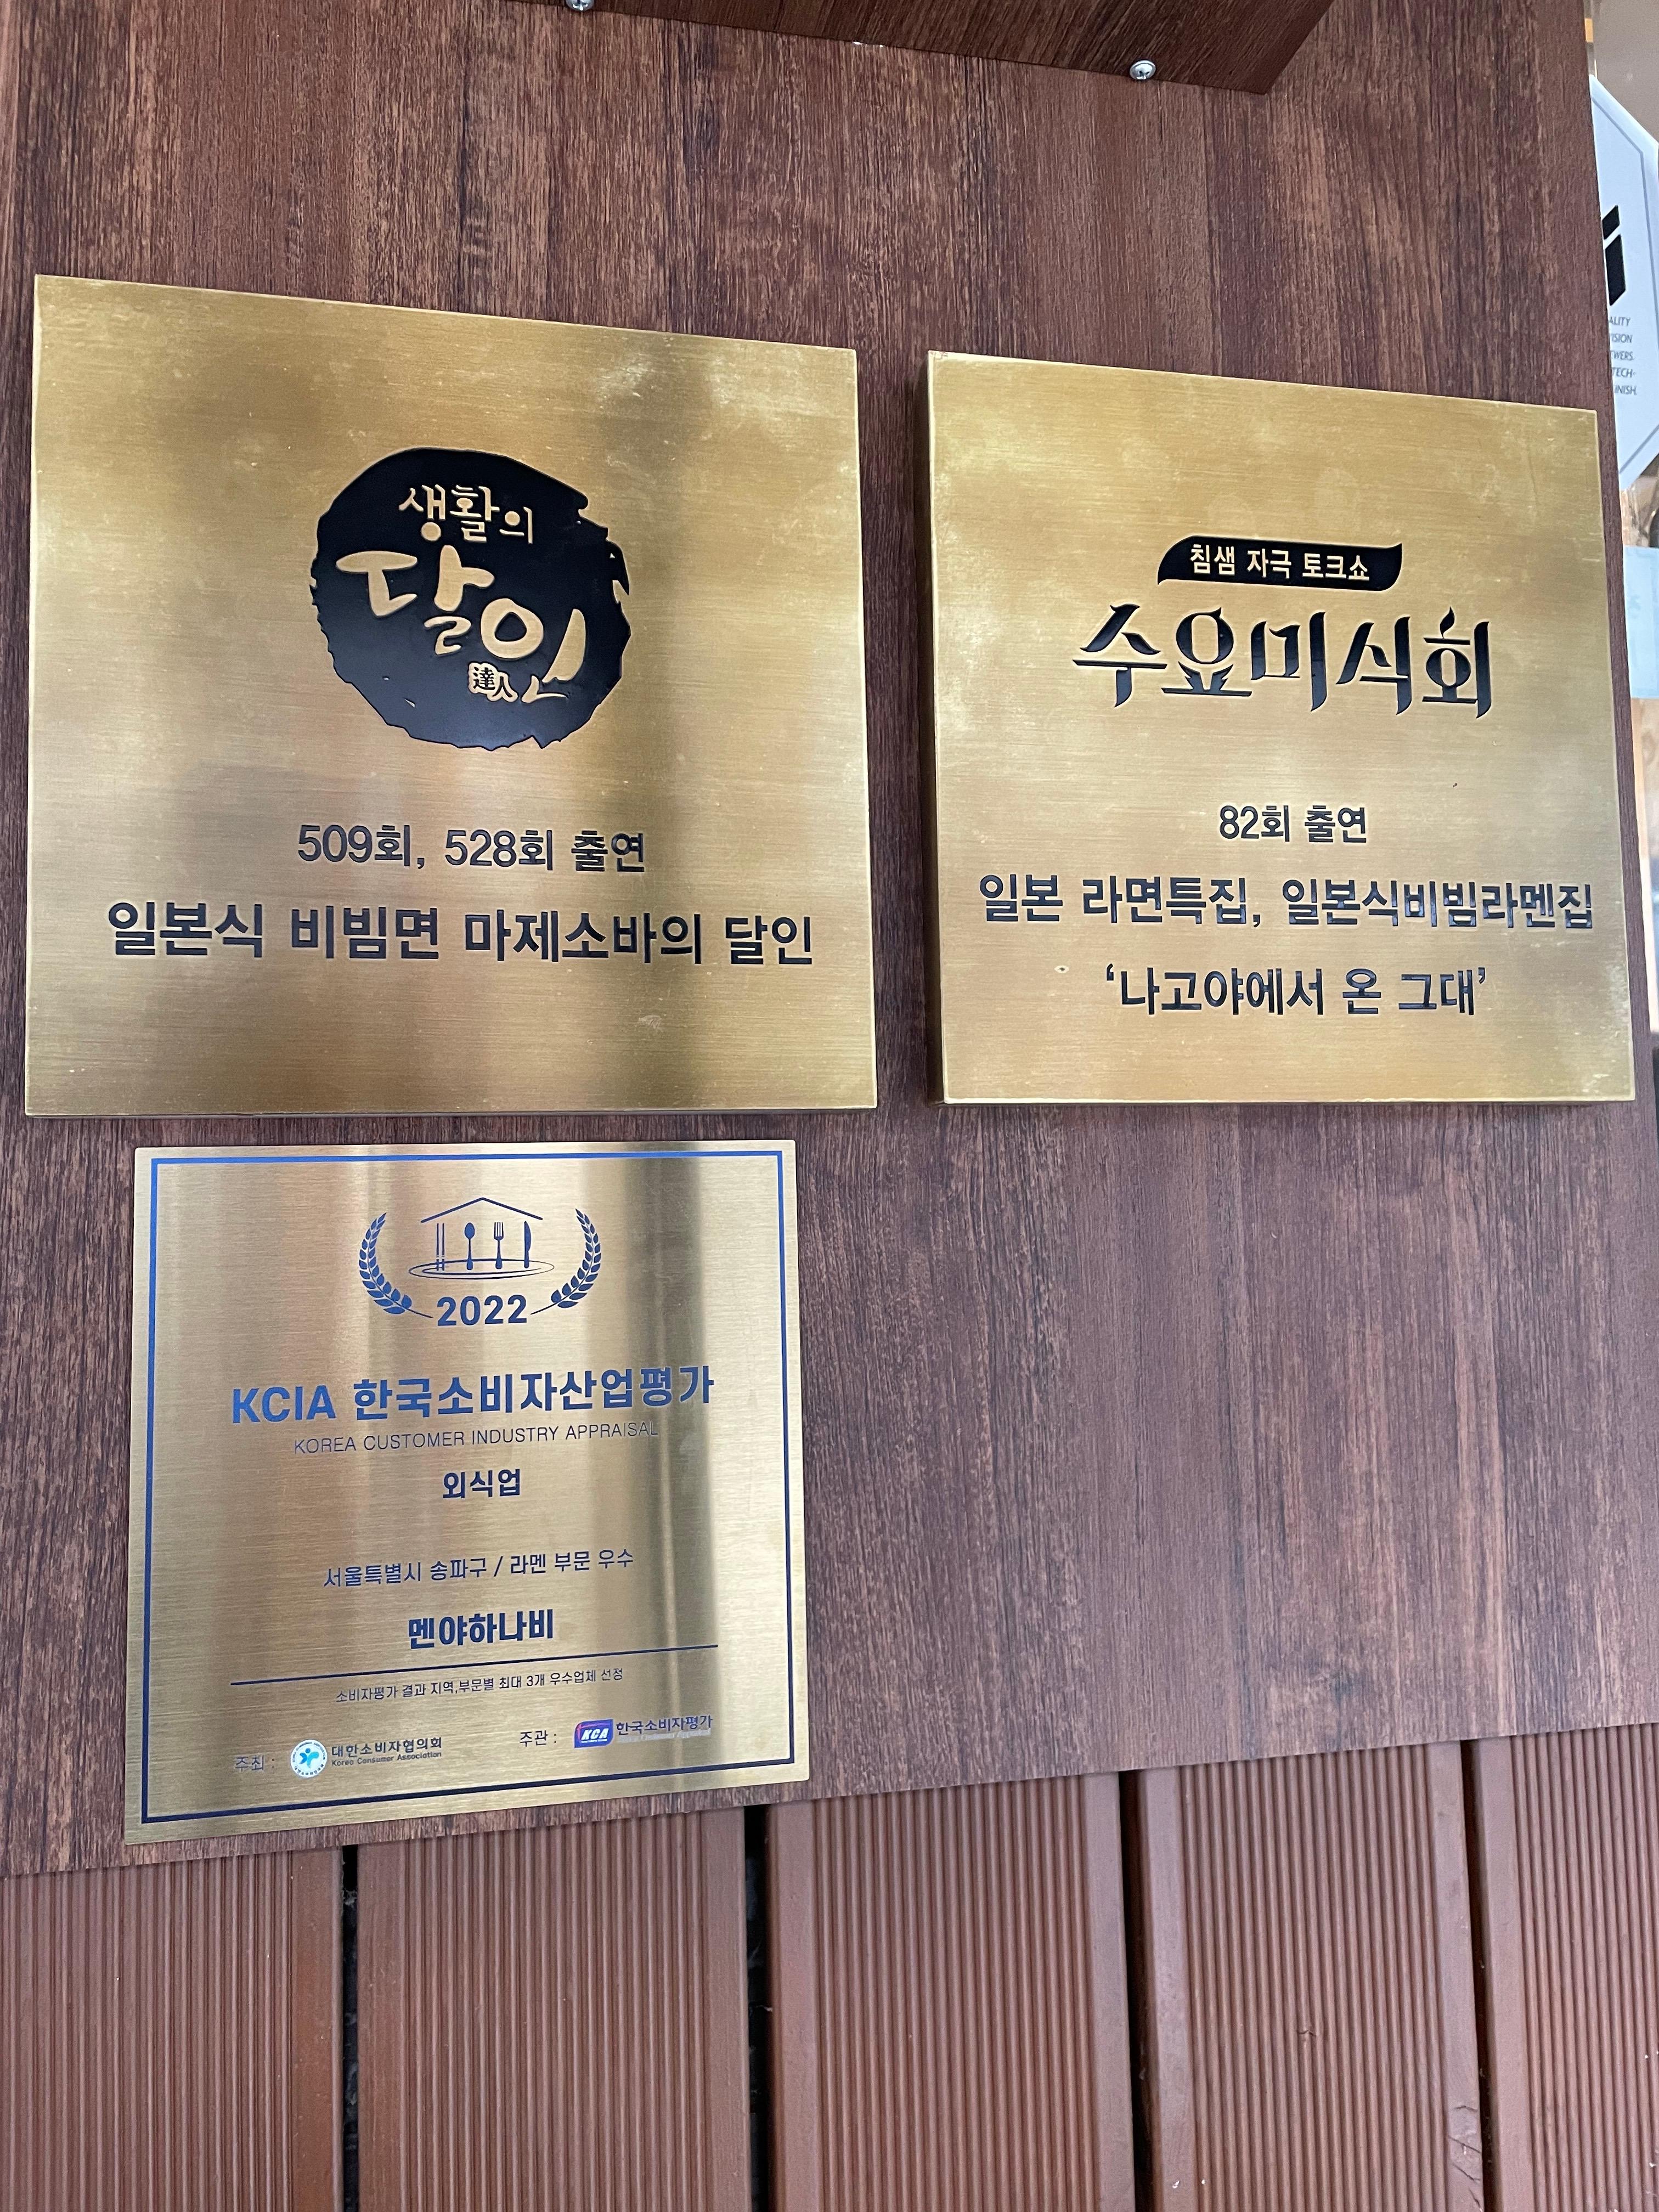 생활의
달인
達人
509회, 528회 출연
일본식 비빔면 마제소바의 달인
침샘 자극 토크쇼
수요미식회
82회 출연
일본 라면특집, 일본식비빔라멘집
‘나고야에서 온 그대’
2022
KCIA 한국소비자산업평가
KOREA CUSTOMER INDUSTRY APPRAISAL
외식업
서울특별시 송파구 / 라멘 부문 우수
멘야하나비
소비자평가 결과 지역,부문별 최대 3개 우수업체 선정
주최 : 대한소비자협의회
Korea Consumer Association
주관 : KCA 한국소비자평가